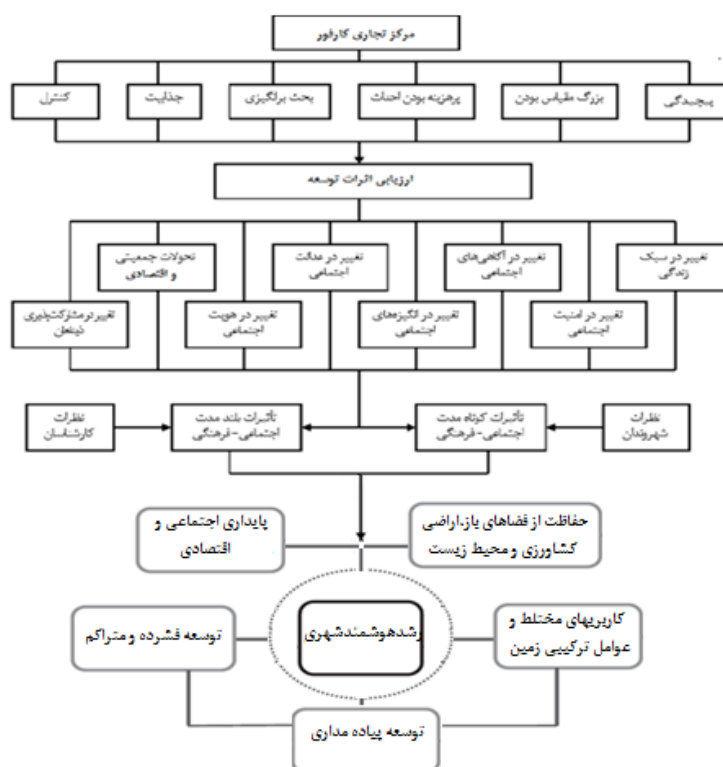 مرکز تجاری کارفور
پیچیدگی
بزرگ مقیاس بودن
پرهزینه بودن احداث
بحث برانگیزی
جذابیت
کنترل
ارزیابی اثرات توسعه
تغییر در سبک
زندگی
تغییر در آگاهی‌های
اجتماعی
تغییر در عدالت
اجتماعی
تحولات جمعیتی
و اقتصادی
تغییر در امنیت
اجتماعی
تغییر در انگیزه‌های
اجتماعی
تغییر در هویت
اجتماعی
تغییر در مشارکت‌پذیری
ذینفعان
نظرات
شهروندان
تأثیرات کوتاه مدت
اجتماعی-فرهنگی
تأثیرات بلند مدت
اجتماعی-فرهنگی
نظرات
کارشناسان
حفاظت از فضاهای باز.اراضی
کشاورزی و محیط زیست
پایداری اجتماعی و
اقتصادی
کاربریهای مختلط و
عوامل ترکیبی زمین
رشدهوشمندشهری
توسعه فشرده و متراکم
توسعه پیاده مداری